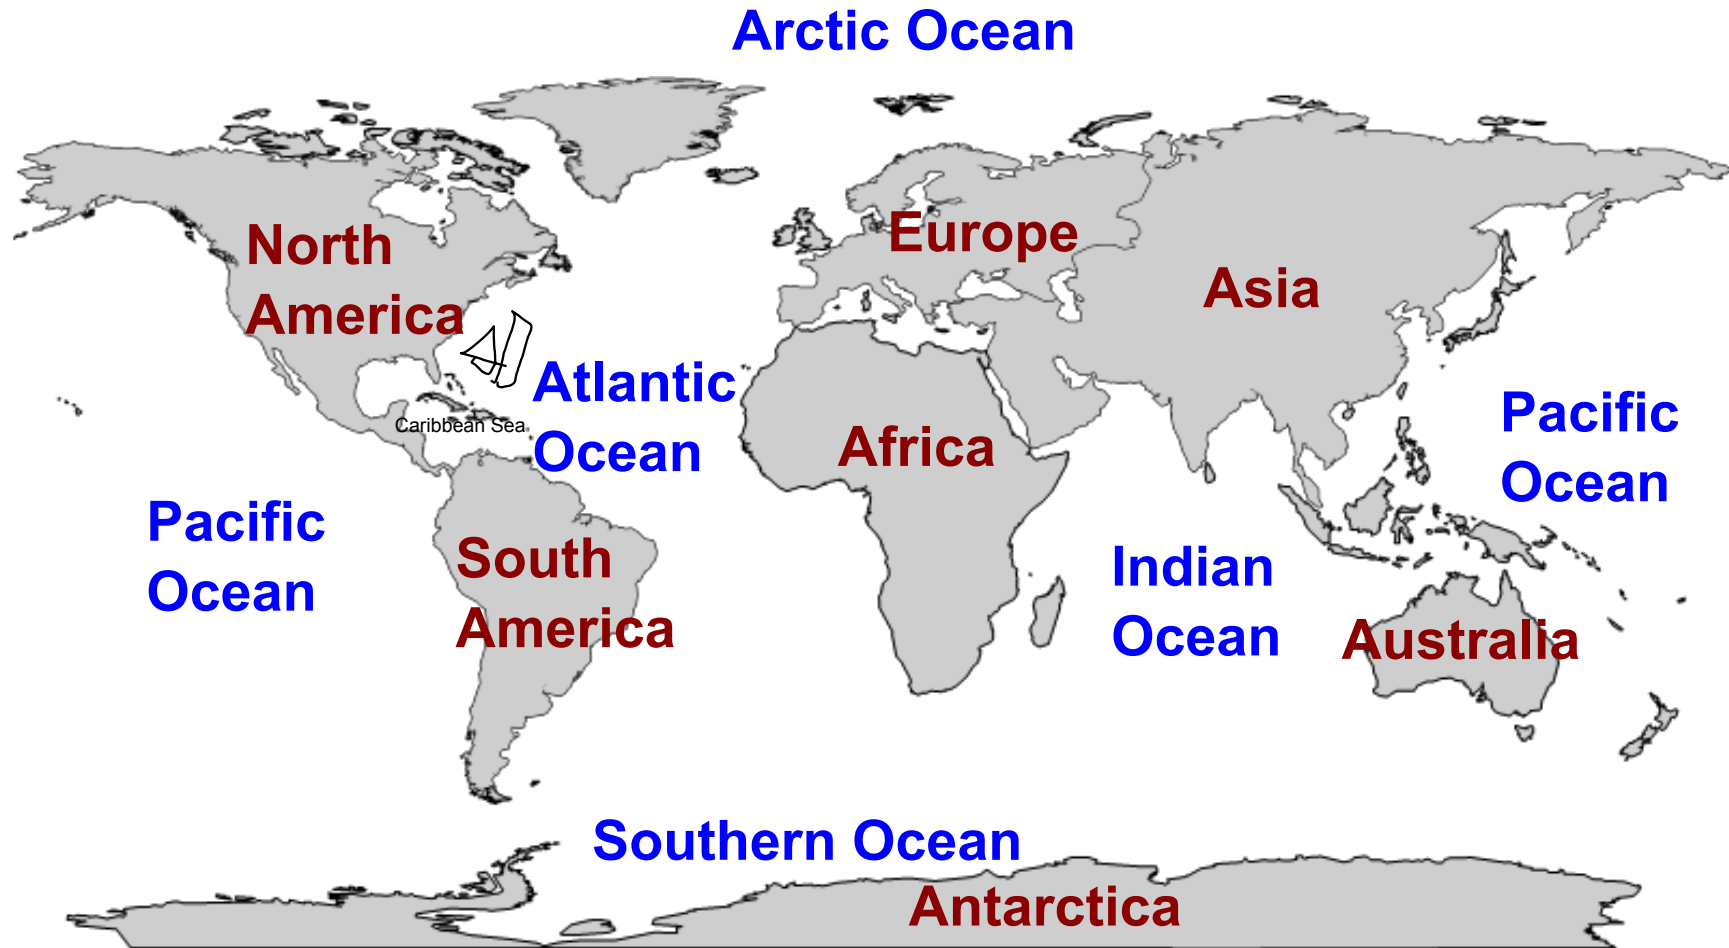 Arctic Ocean
North
America
Europe
Asia
Atlantic
Ocean
Caribbean Sea
Africa
Pacific
Ocean
Pacific
Ocean
South
America
Indian
Ocean
Australia
Southern Ocean
Antarctica